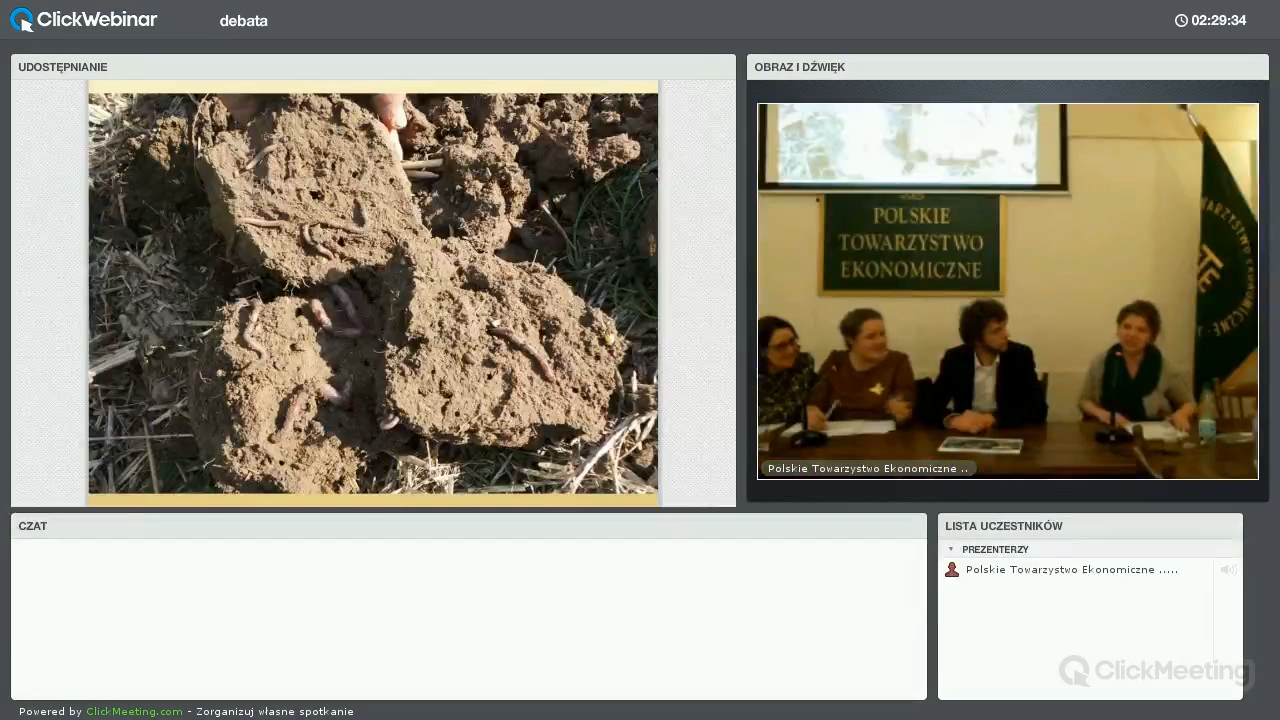 ClickWebinar
debata
02:29:34
UDOSTĘPNIANIE
OBRAZ I DŹWIĘK
POLSKIE
TOWARZYSTWO
EKONOMICZNE
Polskie Towarzystwo Ekonomiczne ..
CZAT
LISTA UCZESTNIKÓW
PREZENTERZY
Polskie Towarzystwo Ekonomiczne .....
ClickMeeting
Powered by ClickMeeting.com - Zorganizuj własne spotkanie